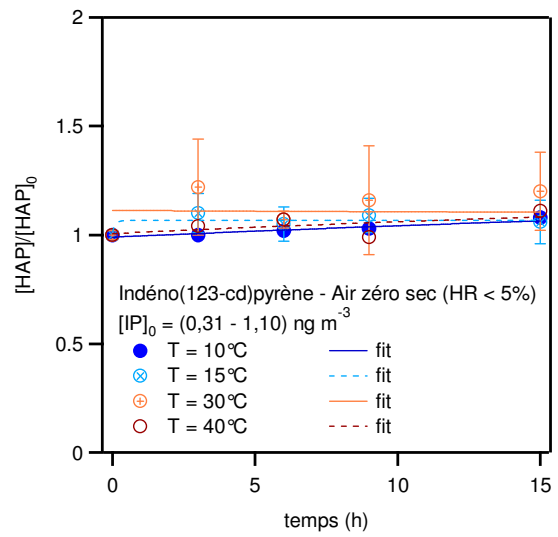 2
1.5
1
0.5
0
[HAP]/[HAP]0
Indéno(123-cd)pyrène - Air zéro sec (HR < 5%)
[IP]0 = (0,31 - 1,10) ng m-3
T = 10°C fit
T = 15°C fit
T = 30°C fit
T = 40°C fit
0 5 10 15
temps (h)